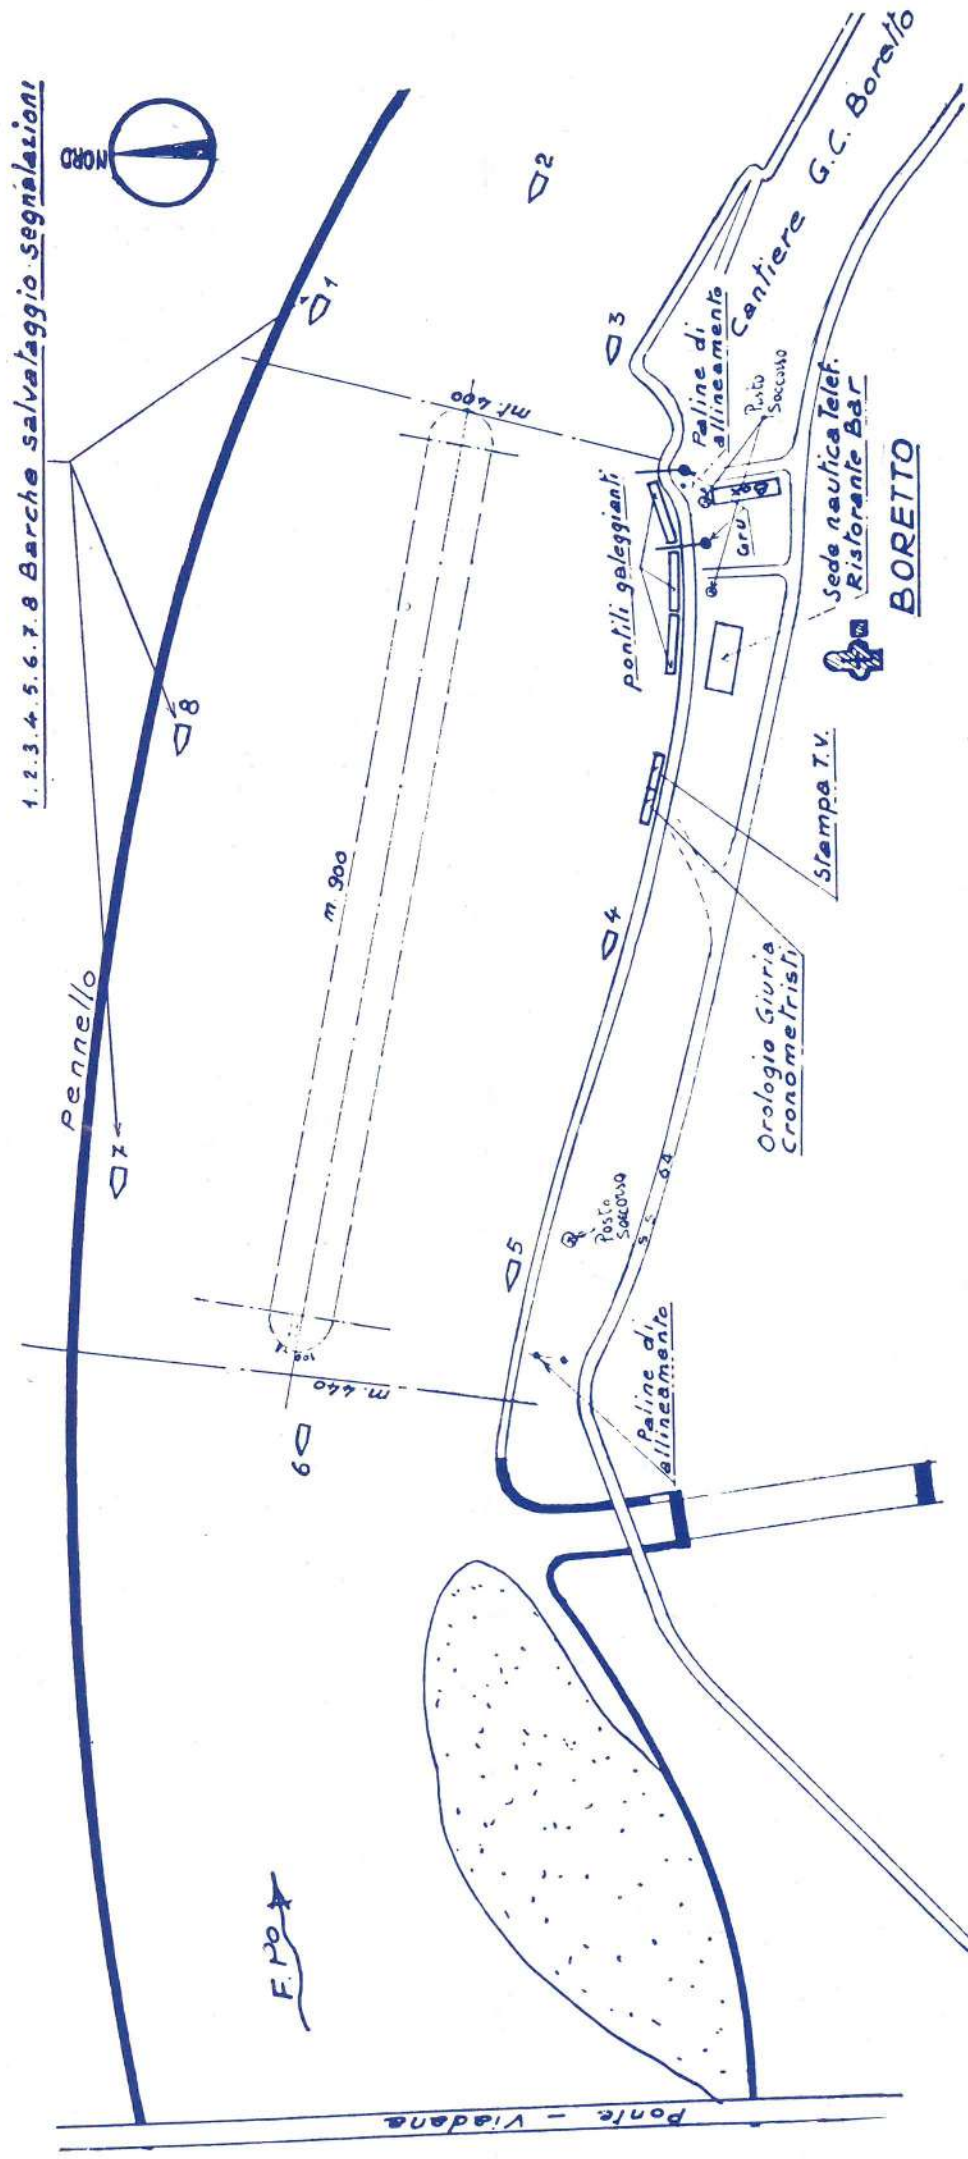 1.2.3.4.5.6.7.8 Barche salvataggio segnalazioni
NORD
Pennello
7
8
1
2
3
4
5
6
m. 900
mt. 400
m. 440
F. Po
Ponte - Viadana
pontili galeggianti
Paline di
allineamento
Cantiere G.C. Boretto
Posto
Soccorso
Gru
Box
Sede nautica Telef.
Ristorante Bar
BORETTO
Stampa T.V.
Orologio Giuria
Cronometristi
Posto
Soccorso
Paline di
allineamento